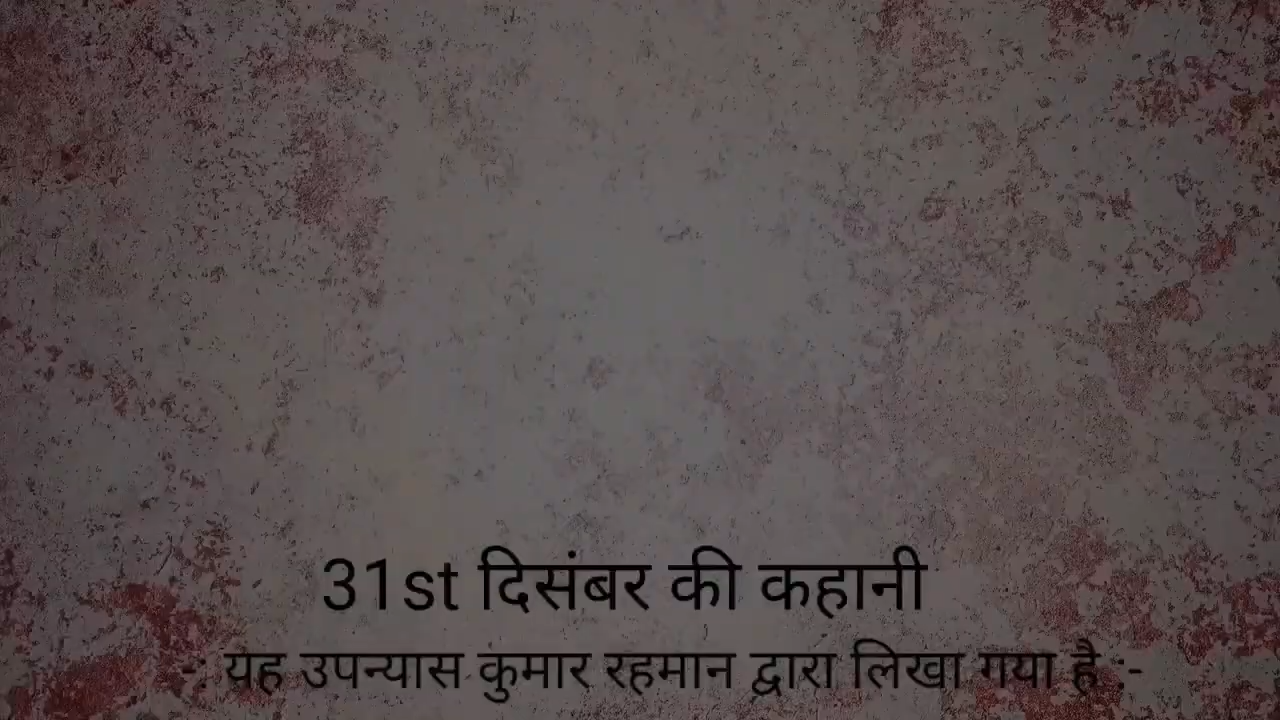 31st दिसंबर की कहानी
-: यह उपन्यास कुमार रहमान द्वारा लिखा गया है :-